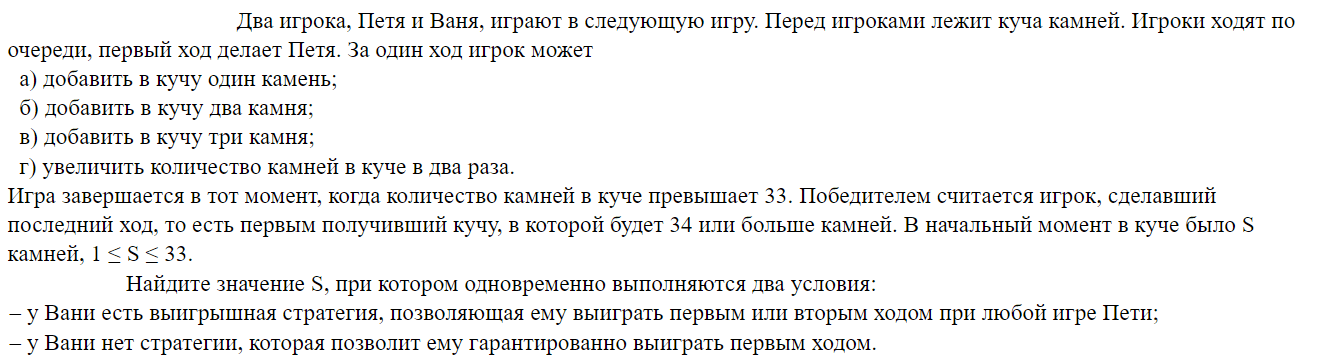 Два игрока, Петя и Ваня, играют в следующую игру. Перед игроками лежит куча камней. Игроки ходят по
очереди, первый ход делает Петя. За один ход игрок может
а) добавить в кучу один камень;
б) добавить в кучу два камня;
в) добавить в кучу три камня;
г) увеличить количество камней в куче в два раза.
Игра завершается в тот момент, когда количество камней в куче превышает 33. Победителем считается игрок, сделавший
последний ход, то есть первым получивший кучу, в которой будет 34 или больше камней. В начальный момент в куче было S
камней, 1 ≤ S ≤ 33.
Найдите значение S, при котором одновременно выполняются два условия:
– у Вани есть выигрышная стратегия, позволяющая ему выиграть первым или вторым ходом при любой игре Пети;
– у Вани нет стратегии, которая позволит ему гарантированно выиграть первым ходом.